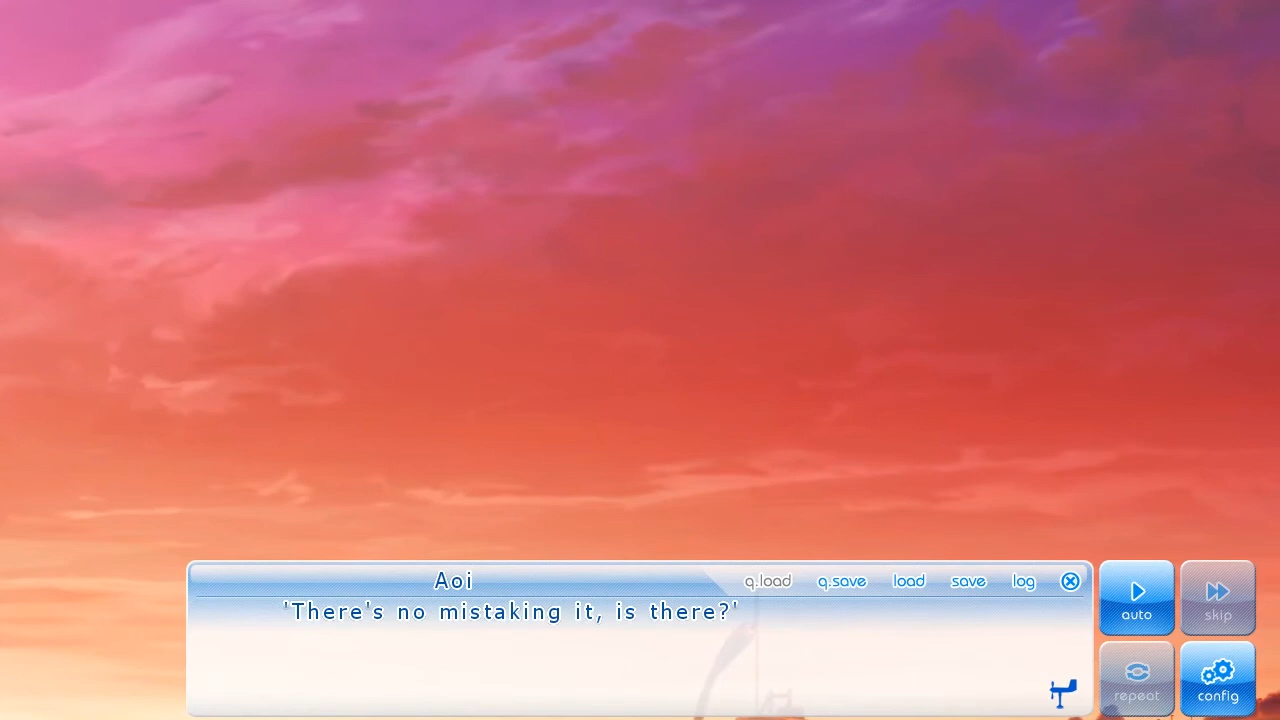 Aoi
q.load q.save load save log
'There's no mistaking it, is there?'
auto
skip
repeat
config